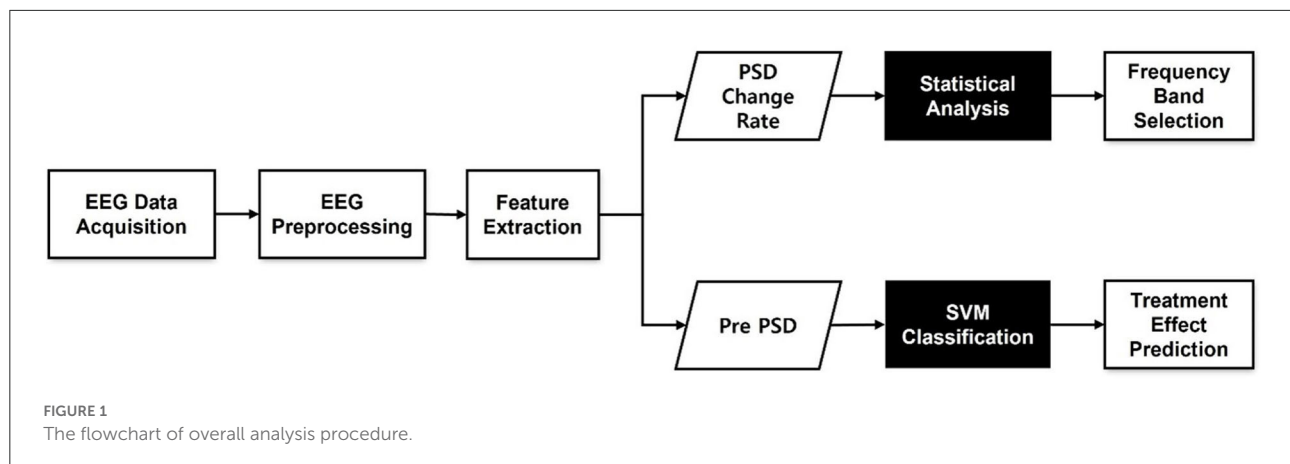 EEG Data
Acquisition
EEG
Preprocessing
Feature
Extraction
PSD
Change
Rate
Statistical
Analysis
Frequency
Band
Selection
Pre PSD
SVM
Classification
Treatment
Effect
Prediction
FIGURE 1
The flowchart of overall analysis procedure.